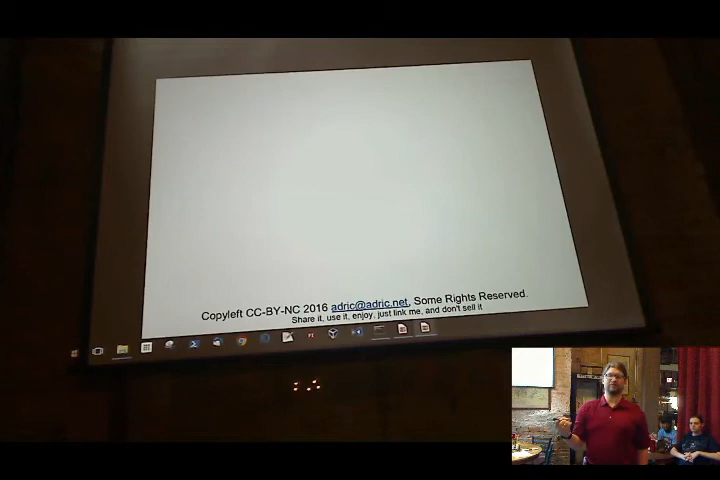 Copyleft CC-BY-NC 2016 adric@adric.net, Some Rights Reserved.
Share it, use it, enjoy, just link me, and don't sell it